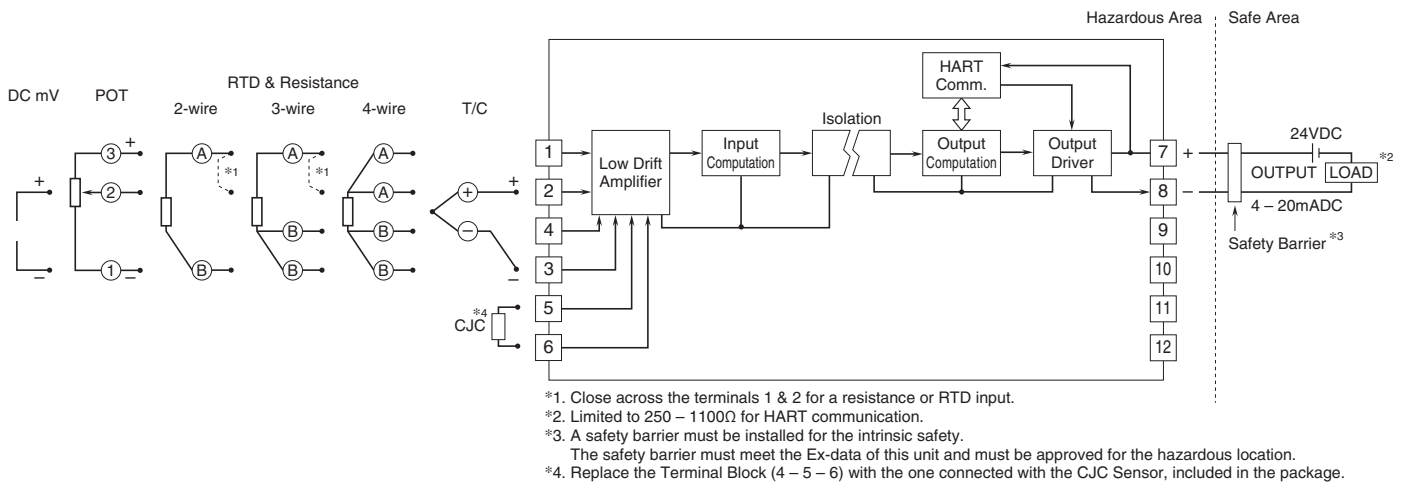 Hazardous Area
Safe Area
RTD & Resistance
DC mV
POT
2-wire
3-wire
4-wire
T/C
HART
Comm.
Isolation
24VDC
3 +
A
*1
A
*1
A
1
Low Drift
Amplifier
Input
Computation
Output
Computation
Output
Driver
7 +
*2
OUTPUT
LOAD
+
2
A
+
+
2
8 –
4 – 20mADC
B
B
–
4
9
Safety Barrier *3
–
1 –
B
B
B
–
3
10
*4
CJC
5
11
6
12
*1. Close across the terminals 1 & 2 for a resistance or RTD input.
*2. Limited to 250 – 1100Ω for HART communication.
*3. A safety barrier must be installed for the intrinsic safety.
The safety barrier must meet the Ex-data of this unit and must be approved for the hazardous location.
*4. Replace the Terminal Block (4 – 5 – 6) with the one connected with the CJC Sensor, included in the package.